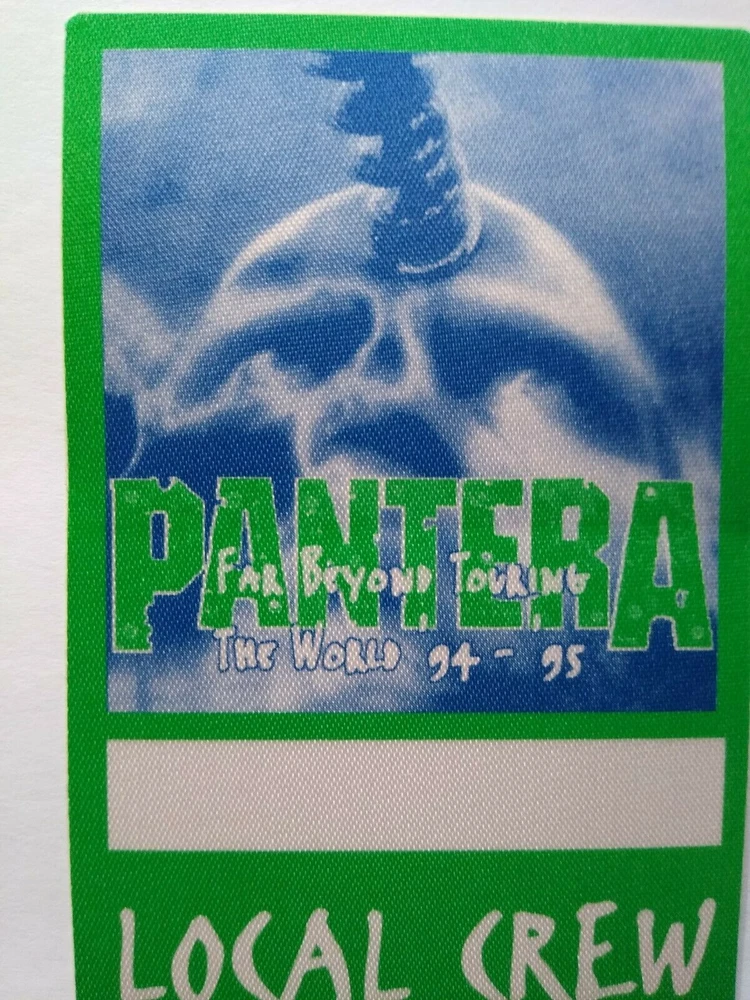 PANTERA
Far Beyond Touring
The World 94 - 95
LOCAL CREW